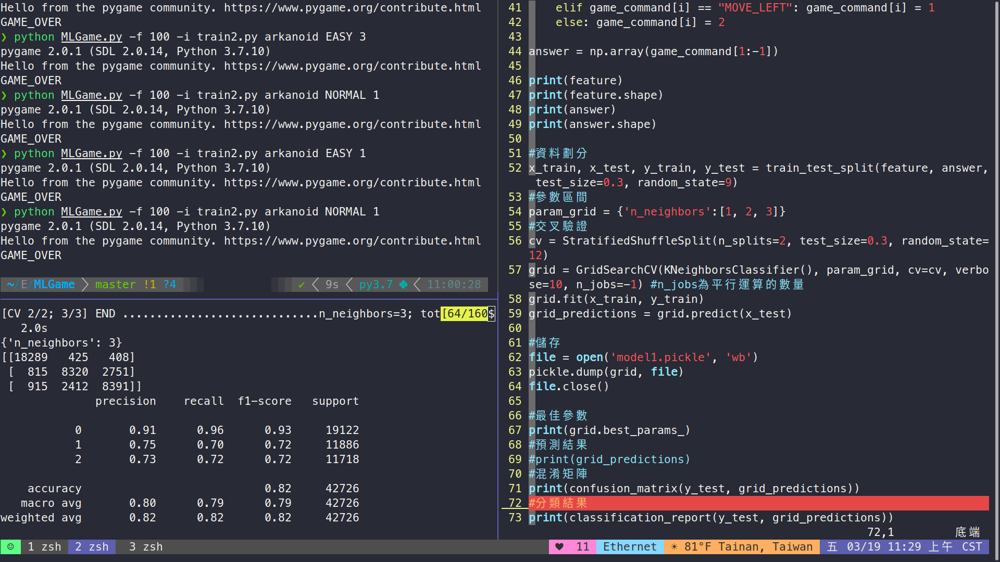 Hello from the pygame community. https://www.pygame.org/contribute.html
GAME_OVER
❯ python MLGame.py -f 100 -i train2.py arkanoid EASY 3
pygame 2.0.1 (SDL 2.0.14, Python 3.7.10)
Hello from the pygame community. https://www.pygame.org/contribute.html
GAME_OVER
❯ python MLGame.py -f 100 -i train2.py arkanoid NORMAL 1
pygame 2.0.1 (SDL 2.0.14, Python 3.7.10)
Hello from the pygame community. https://www.pygame.org/contribute.html
GAME_OVER
❯ python MLGame.py -f 100 -i train2.py arkanoid EASY 1
pygame 2.0.1 (SDL 2.0.14, Python 3.7.10)
Hello from the pygame community. https://www.pygame.org/contribute.html
GAME_OVER
❯ python MLGame.py -f 100 -i train2.py arkanoid NORMAL 1
pygame 2.0.1 (SDL 2.0.14, Python 3.7.10)
Hello from the pygame community. https://www.pygame.org/contribute.html
GAME_OVER
~/E/MLGame master !1 ?4 ✔ 9s py3.7 11:00:28
[CV 2/2; 3/3] END .............................n_neighbors=3; tot[64/160$
   2.0s
{'n_neighbors': 3}
[[18289   425   408]
 [  815  8320  2751]
 [  915  2412  8391]]
              precision    recall  f1-score   support
           0       0.91      0.96      0.93     19122
           1       0.75      0.70      0.72     11886
           2       0.73      0.72      0.72     11718
    accuracy                           0.82     42726
   macro avg       0.80      0.79      0.79     42726
weighted avg       0.82      0.82      0.82     42726
41     elif game_command[i] == "MOVE_LEFT": game_command[i] = 1
42     else: game_command[i] = 2
43
44 answer = np.array(game_command[1:-1])
45
46 print(feature)
47 print(feature.shape)
48 print(answer)
49 print(answer.shape)
50
51 #資料劃分
52 x_train, x_test, y_train, y_test = train_test_split(feature, answer,
 test_size=0.3, random_state=9)
53 #參數區間
54 param_grid = {'n_neighbors':[1, 2, 3]}
55 #交叉驗證
56 cv = StratifiedShuffleSplit(n_splits=2, test_size=0.3, random_state=
12)
57 grid = GridSearchCV(KNeighborsClassifier(), param_grid, cv=cv, verbo
se=10, n_jobs=-1) #n_jobs為平行運算的數量
58 grid.fit(x_train, y_train)
59 grid_predictions = grid.predict(x_test)
60
61 #儲存
62 file = open('model1.pickle', 'wb')
63 pickle.dump(grid, file)
64 file.close()
65
66 #最佳參數
67 print(grid.best_params_)
68 #預測結果
69 #print(grid_predictions)
70 #混淆矩陣
71 print(confusion_matrix(y_test, grid_predictions))
72 #分類結果
73 print(classification_report(y_test, grid_predictions))
72,1 底端
☺ 1 zsh 2 zsh 3 zsh ♥ 11 Ethernet ☀ 81°F Tainan, Taiwan 五 03/19 11:29 上午 CST